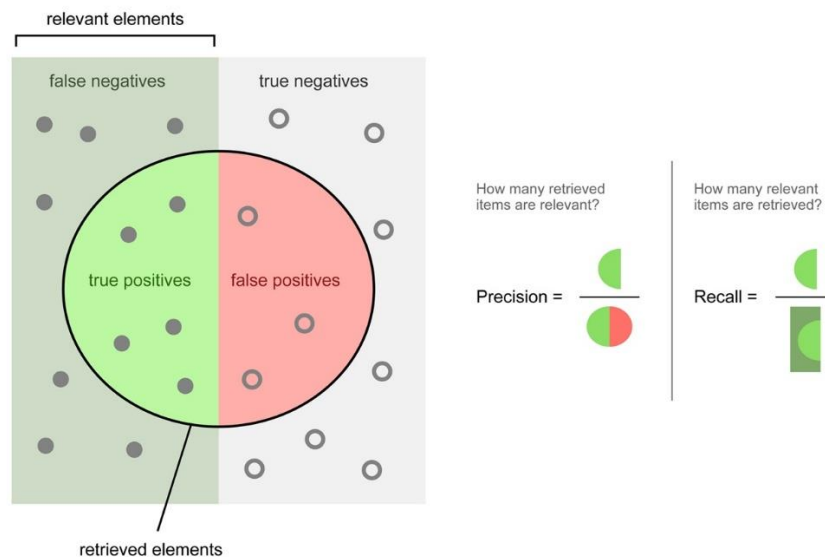 relevant elements
false negatives
true negatives
true positives
false positives
retrieved elements
How many retrieved
items are relevant?
Precision =
How many relevant
items are retrieved?
Recall =